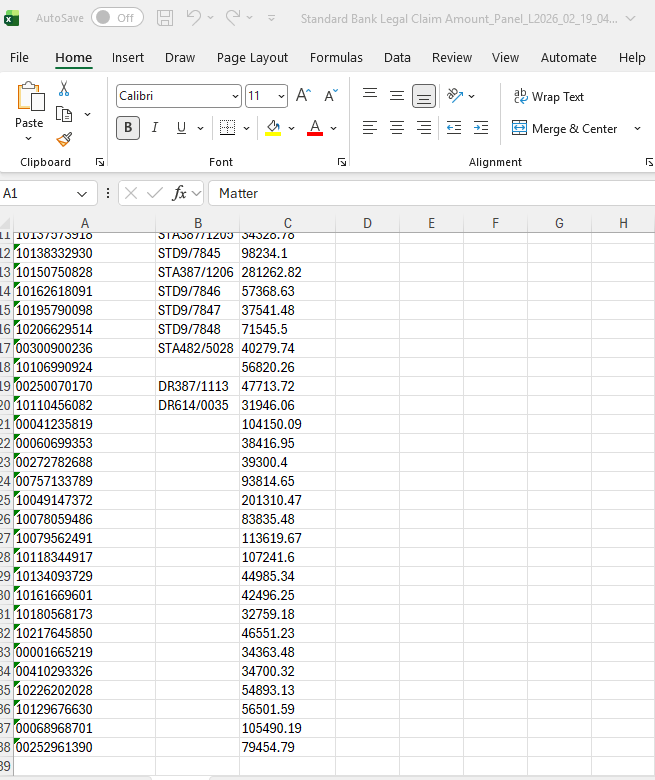 AutoSave Off Standard Bank Legal Claim Amount_Panel_L2026_02_19_04...
File Home Insert Draw Page Layout Formulas Data Review View Automate Help
Paste Calibri 11 A A ab Wrap Text
B I U A Merge & Center
Clipboard Font Alignment
A1 fx Matter
A B C D E F G H
11 10137573918 STA387/1205 34328.78
12 10138332930 STD9/7845 98234.1
13 10150750828 STA387/1206 281262.82
14 10162618091 STD9/7846 57368.63
15 10195790098 STD9/7847 37541.48
16 10206629514 STD9/7848 71545.5
17 00300900236 STA482/5028 40279.74
18 10106990924 56820.26
19 00250070170 DR387/1113 47713.72
20 10110456082 DR614/0035 31946.06
21 00041235819 104150.09
22 00060699353 38416.95
23 00272782688 39300.4
24 00757133789 93814.65
25 10049147372 201310.47
26 10078059486 83835.48
27 10079562491 113619.67
28 10118344917 107241.6
29 10134093729 44985.34
30 10161669601 42496.25
31 10180568173 32759.18
32 10217645850 46551.23
33 00001665219 34363.48
34 00410293326 34700.32
35 10226202028 54893.13
36 10129676630 56501.59
37 00068968701 105490.19
38 00252961390 79454.79
39